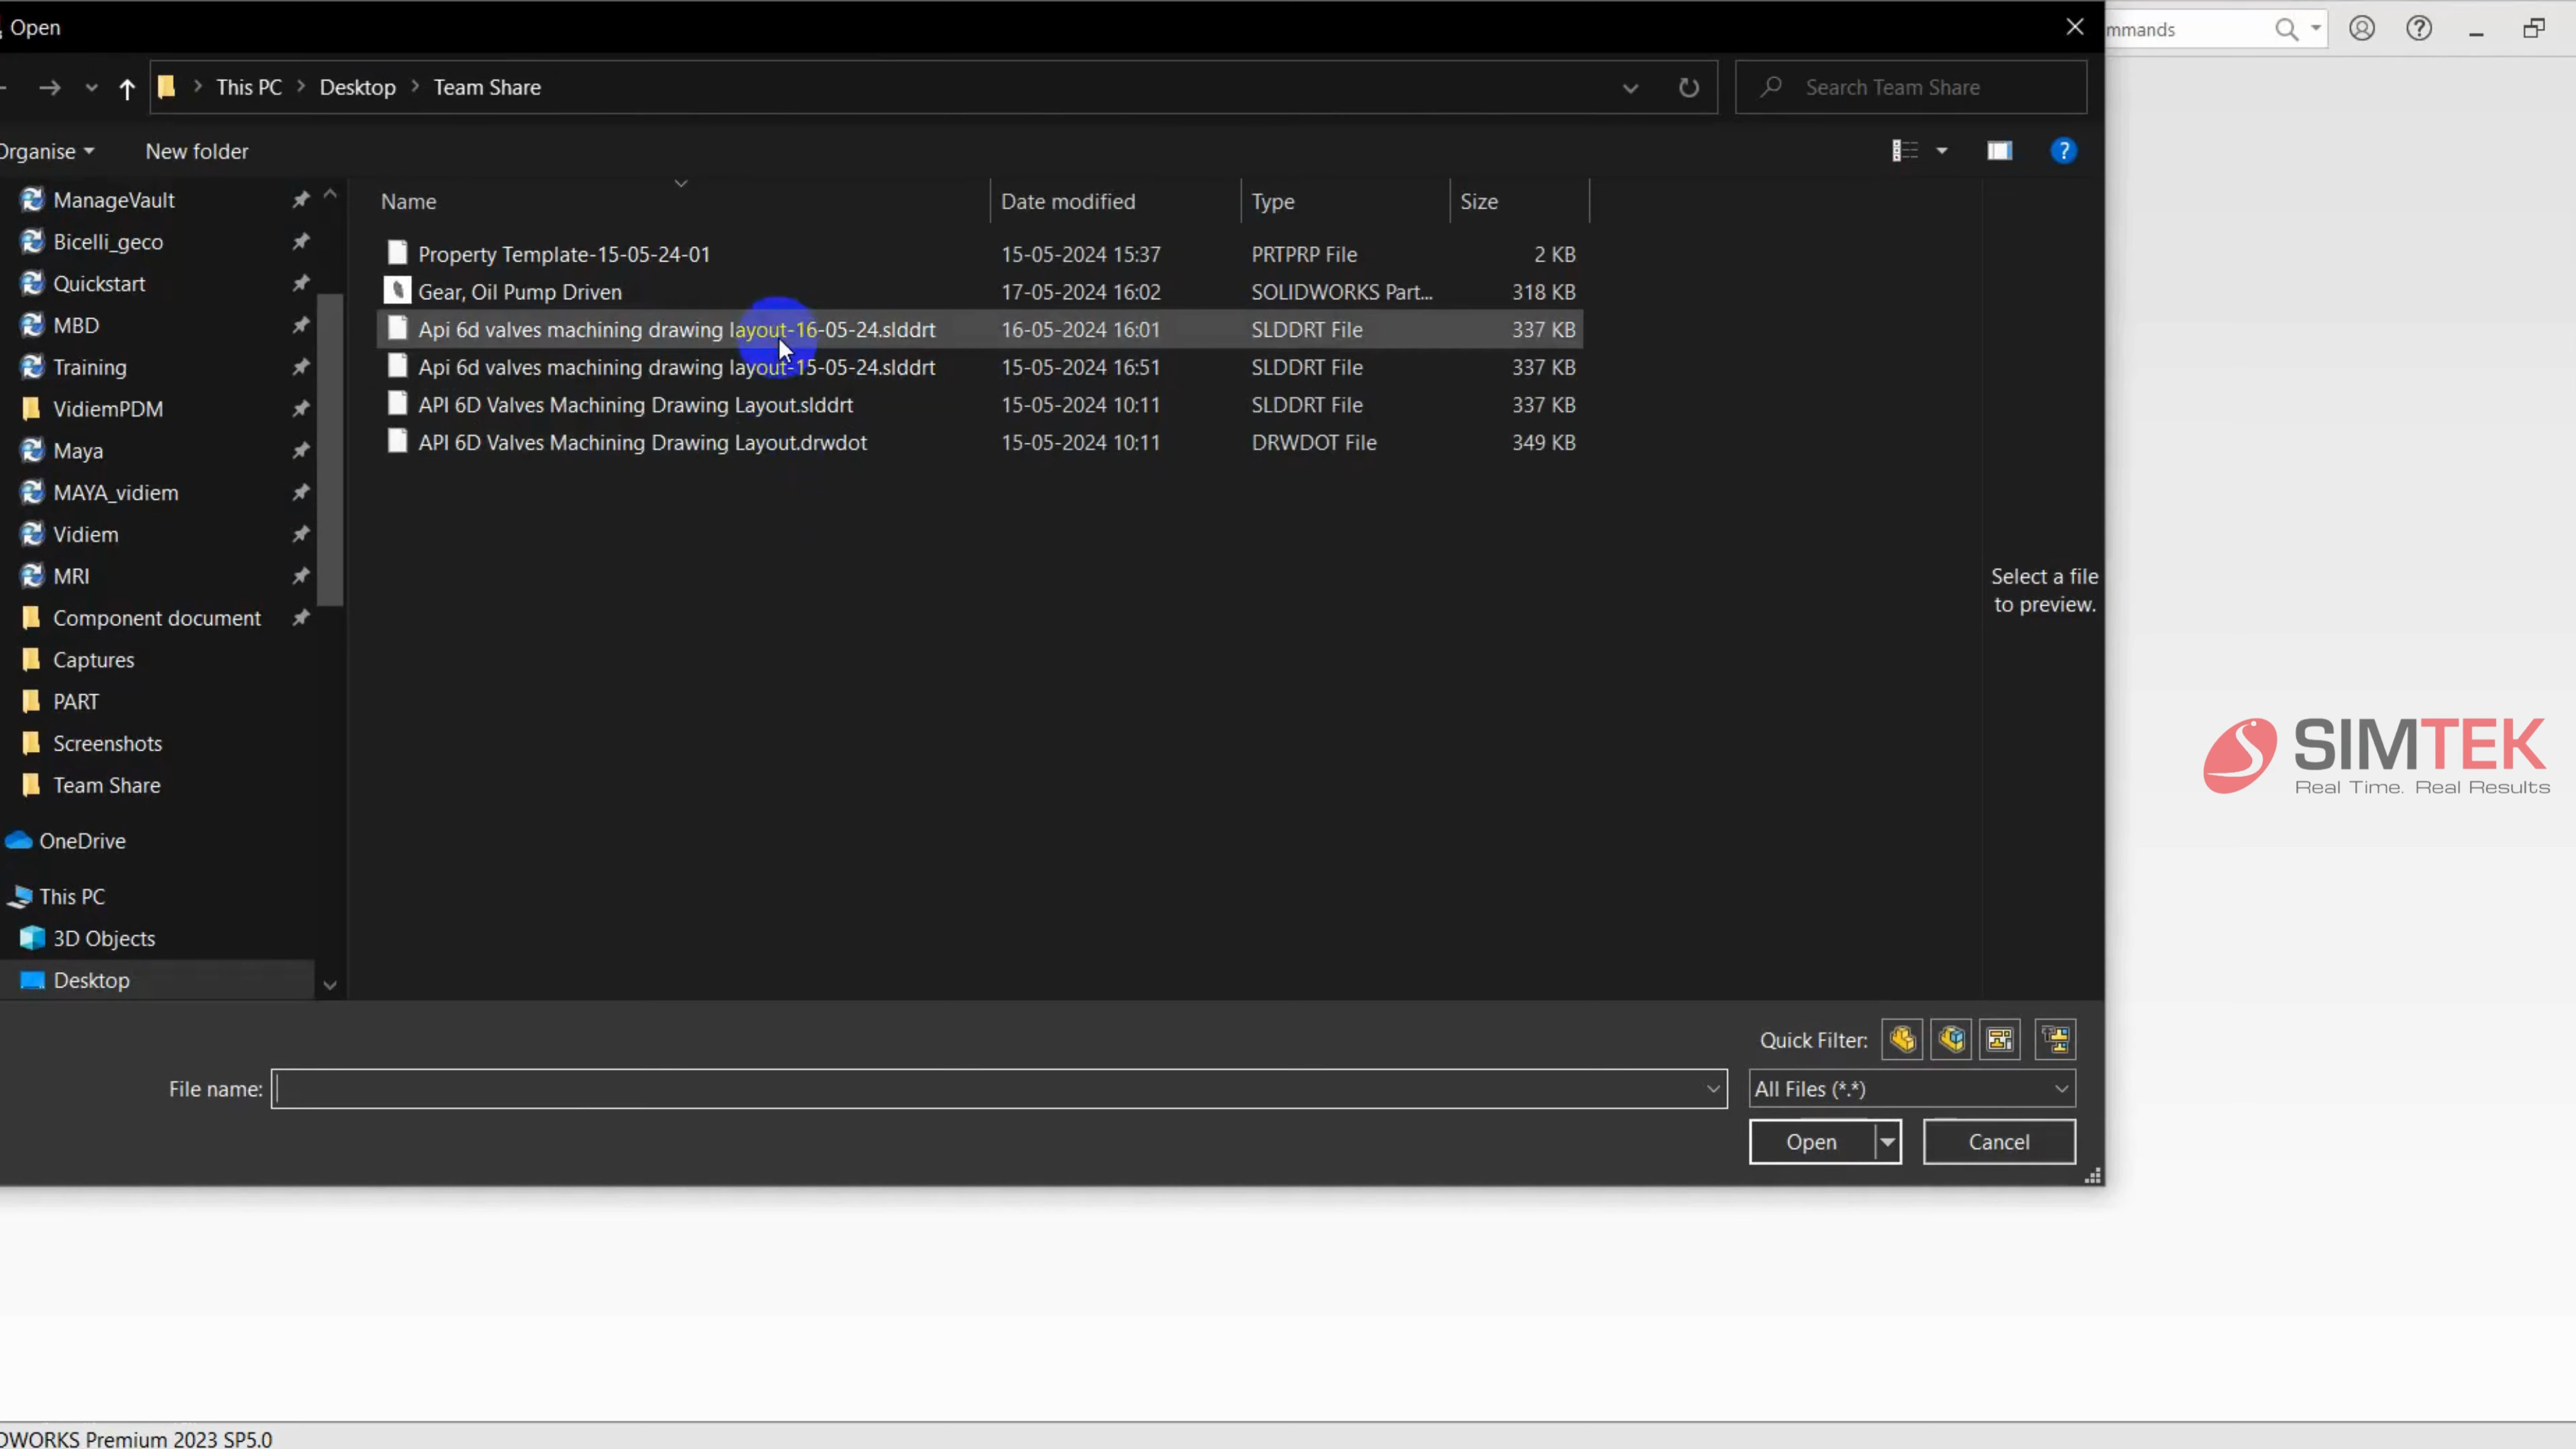 Open
mmands
This PC > Desktop > Team Share
Search Team Share
Organise
New folder
Name
Date modified
Type
Size
Property Template-15-05-24-01 15-05-2024 15:37 PRTPRP File 2 KB
Gear, Oil Pump Driven 17-05-2024 16:02 SOLIDWORKS Part... 318 KB
Api 6d valves machining drawing layout-16-05-24.slddrt 16-05-2024 16:01 SLDDRT File 337 KB
Api 6d valves machining drawing layout-15-05-24.slddrt 15-05-2024 16:51 SLDDRT File 337 KB
API 6D Valves Machining Drawing Layout.slddrt 15-05-2024 10:11 SLDDRT File 337 KB
API 6D Valves Machining Drawing Layout.drwdot 15-05-2024 10:11 DRWDOT File 349 KB
ManageVault
Bicelli_geco
Quickstart
MBD
Training
VidiemPDM
Maya
MAYA_vidiem
Vidiem
MRI
Component document
Captures
PART
Screenshots
Team Share
OneDrive
This PC
3D Objects
Desktop
Select a file
to preview.
SIMTEK
Real Time. Real Results
Quick Filter:
File name:
All Files (*.*)
Open
Cancel
DWORKS Premium 2023 SP5.0